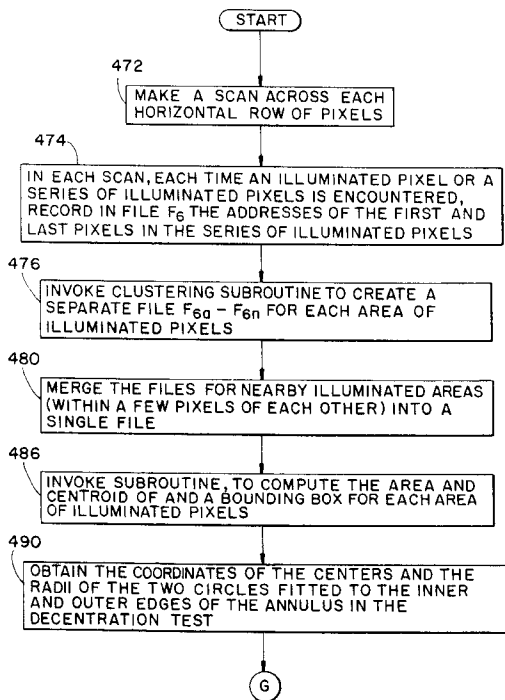 START
472
MAKE A SCAN ACROSS EACH
HORIZONTAL ROW OF PIXELS
474
IN EACH SCAN, EACH TIME AN ILLUMINATED PIXEL OR A
SERIES OF ILLUMINATED PIXELS IS ENCOUNTERED,
RECORD IN FILE F6 THE ADDRESSES OF THE FIRST AND
LAST PIXELS IN THE SERIES OF ILLUMINATED PIXELS
476
INVOKE CLUSTERING SUBROUTINE TO CREATE A
SEPARATE FILE F6a - F6n FOR EACH AREA OF
ILLUMINATED PIXELS
480
MERGE THE FILES FOR NEARBY ILLUMINATED AREAS
(WITHIN A FEW PIXELS OF EACH OTHER) INTO A
SINGLE FILE
486
INVOKE SUBROUTINE, TO COMPUTE THE AREA AND
CENTROID OF AND A BOUNDING BOX FOR EACH AREA
OF ILLUMINATED PIXELS
490
OBTAIN THE COORDINATES OF THE CENTERS AND THE
RADII OF THE TWO CIRCLES FITTED TO THE INNER
AND OUTER EDGES OF THE ANNULUS IN THE
DECENTRATION TEST
G